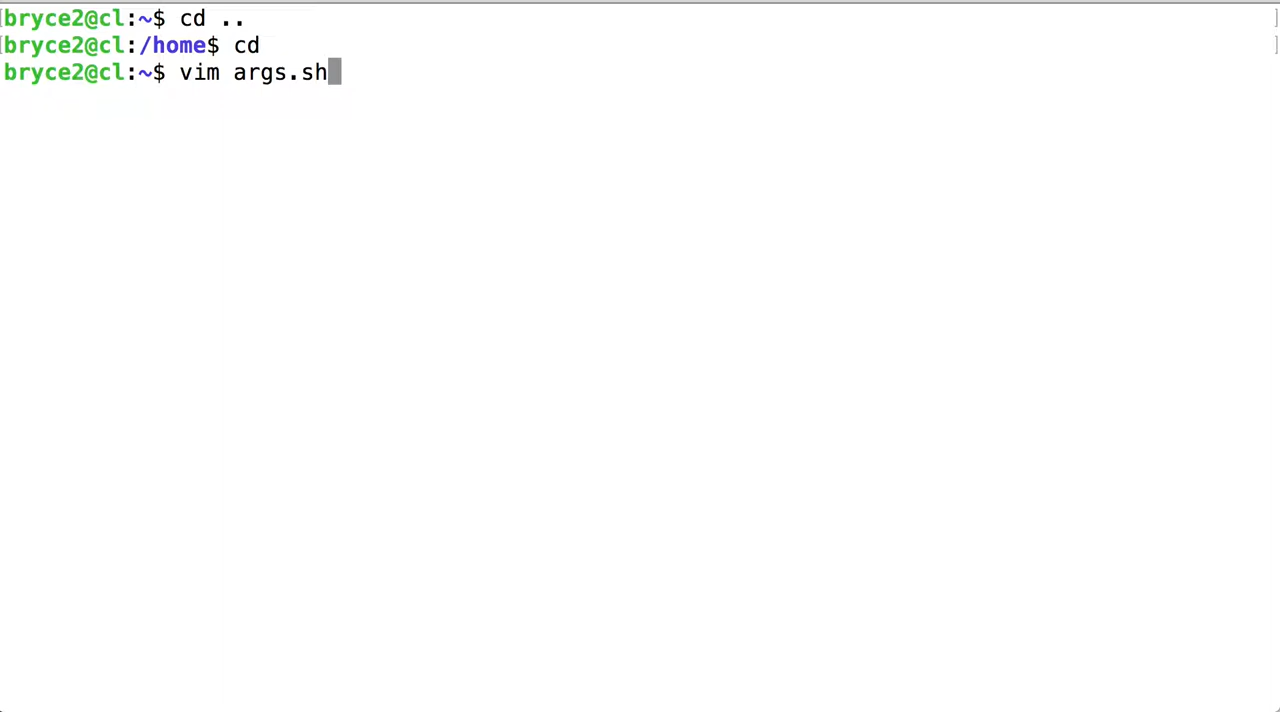 [bryce2@cl:~$ cd .. ]
[bryce2@cl:/home$ cd ]
bryce2@cl:~$ vim args.sh